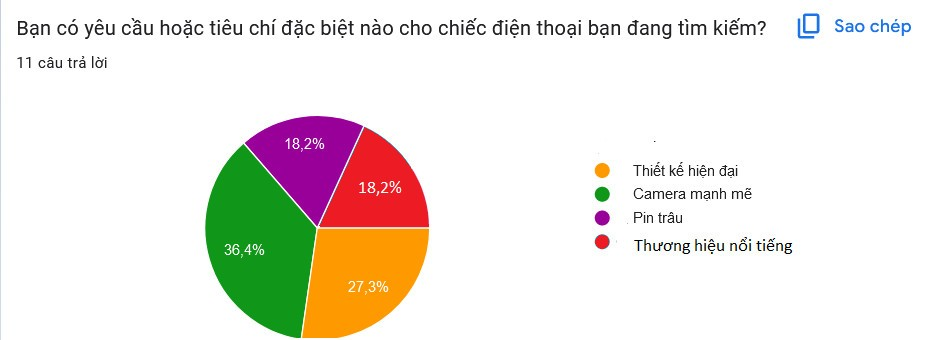 Bạn có yêu cầu hoặc tiêu chí đặc biệt nào cho chiếc điện thoại bạn đang tìm kiếm?
Sao chép
11 câu trả lời
18,2%
18,2%
36,4%
27,3%
Thiết kế hiện đại
Camera mạnh mẽ
Pin trâu
Thương hiệu nổi tiếng